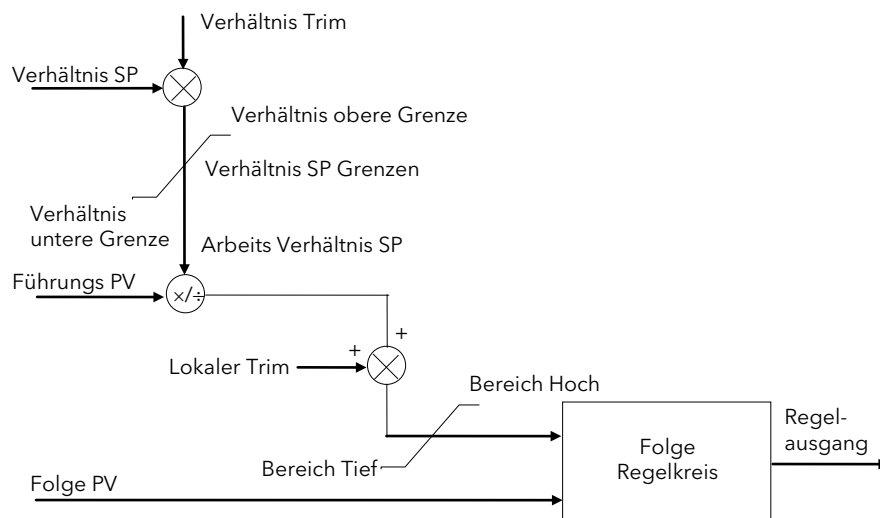 Verhältnis Trim
Verhältnis SP
Verhältnis obere Grenze
Verhältnis SP Grenzen
Verhältnis
untere Grenze
Arbeits Verhältnis SP
Führungs PV
×/÷
+
+
Lokaler Trim
Bereich Hoch
Regel-
ausgang
Folge
Regelkreis
Bereich Tief
Folge PV